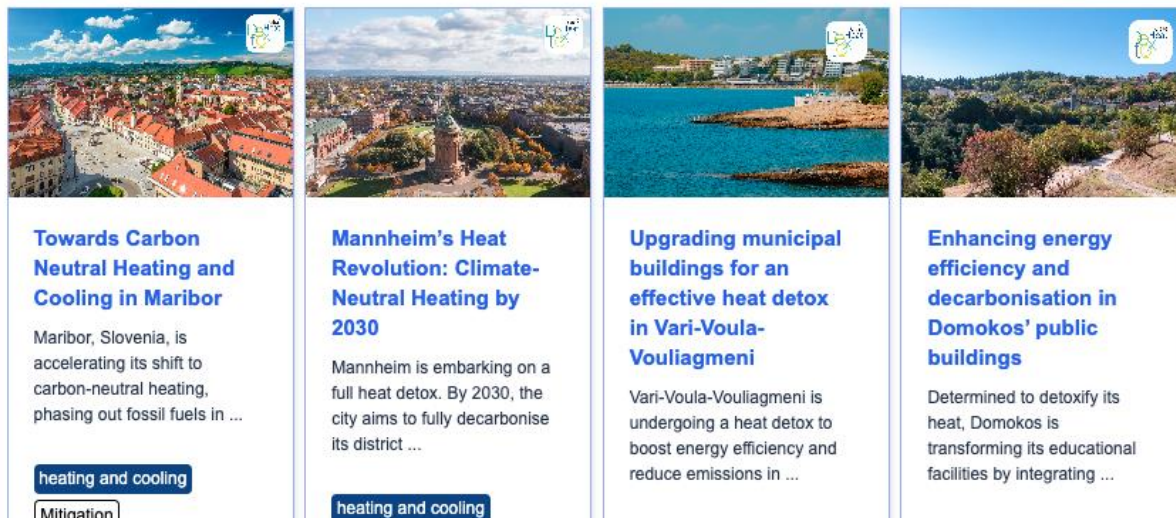 Towards Carbon
Neutral Heating and
Cooling in Maribor
Maribor, Slovenia, is
accelerating its shift to
carbon-neutral heating,
phasing out fossil fuels in ...
heating and cooling
Mitigation
Mannheim's Heat
Revolution: Climate-
Neutral Heating by
2030
Mannheim is embarking on a
full heat detox. By 2030, the
city aims to fully decarbonise
its district ...
heating and cooling
Upgrading municipal
buildings for an
effective heat detox
in Vari-Voula-
Vouliagmeni
Vari-Voula-Vouliagmeni is
undergoing a heat detox to
boost energy efficiency and
reduce emissions in ...
Enhancing energy
efficiency and
decarbonisation in
Domokos' public
buildings
Determined to detoxify its
heat, Domokos is
transforming its educational
facilities by integrating ...